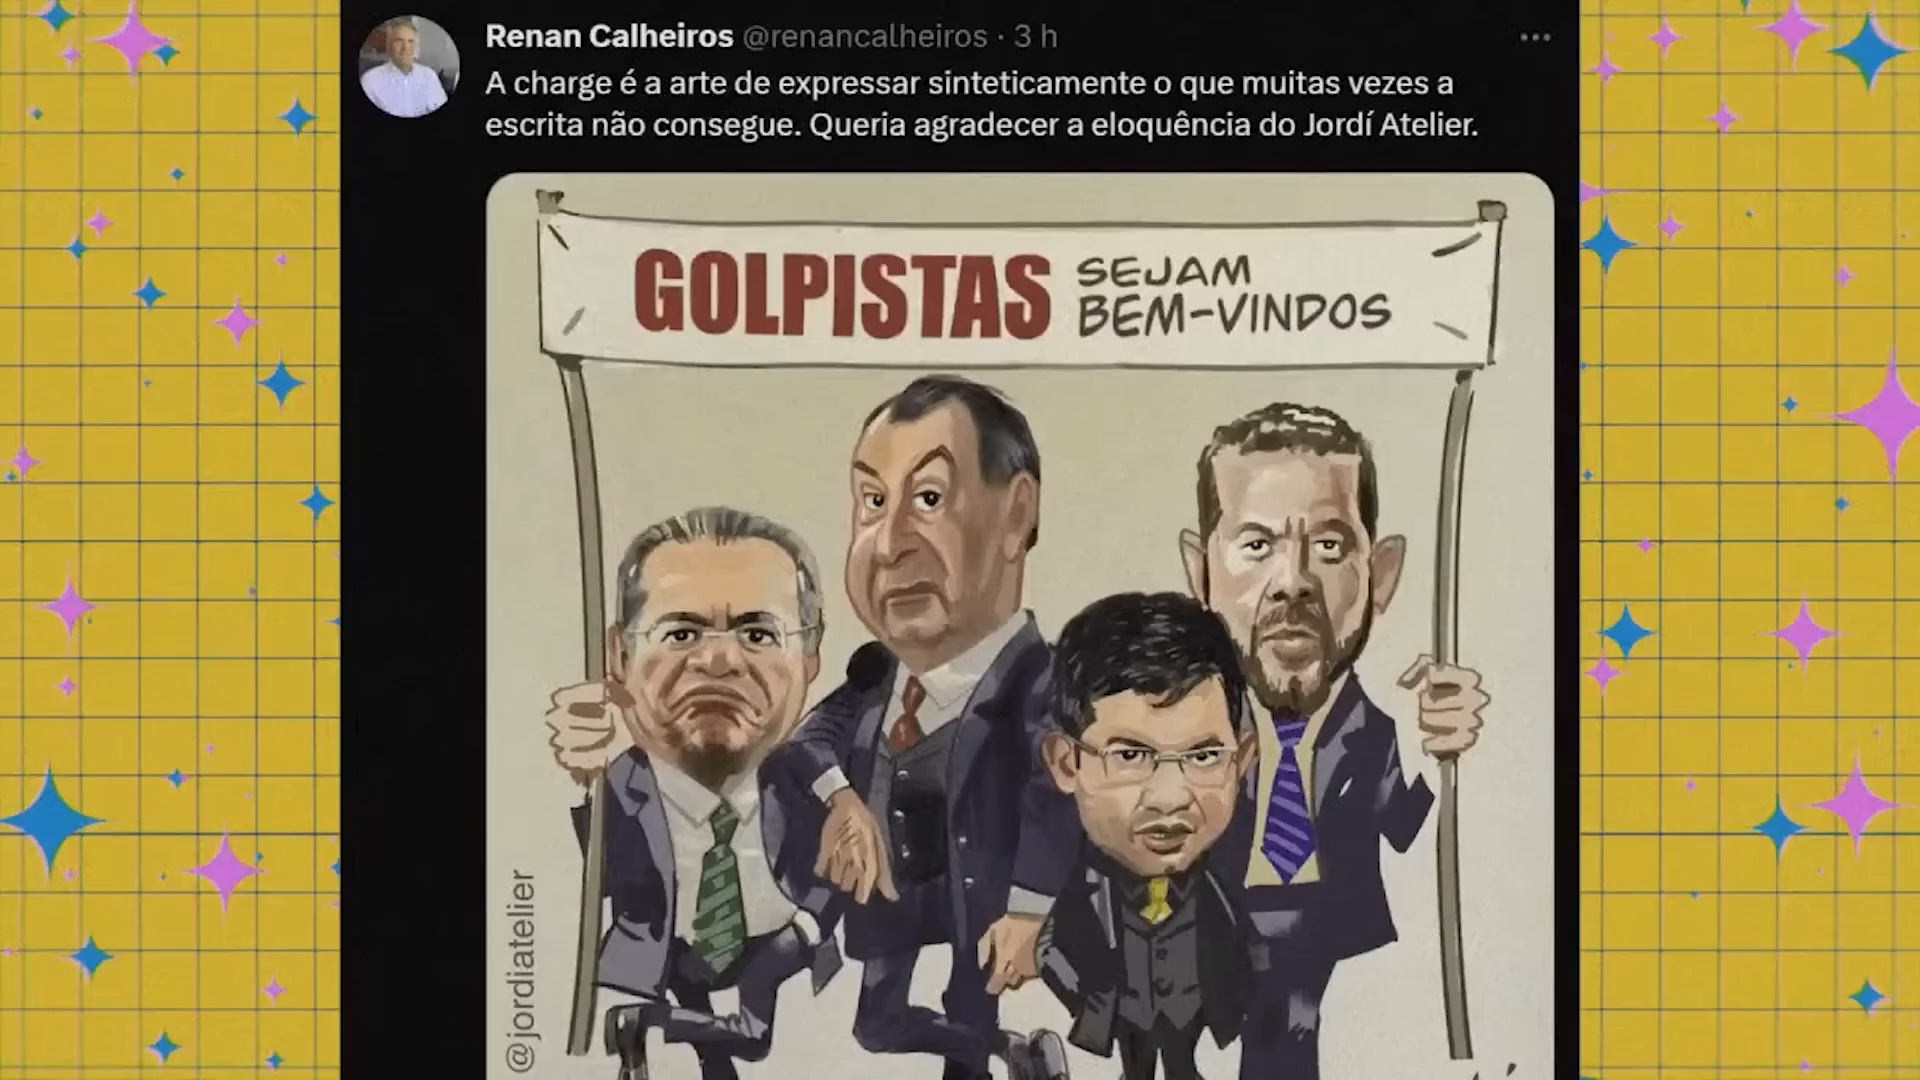 Renan Calheiros @renancalheiros · 3 h
A charge é a arte de expressar sinteticamente o que muitas vezes a
escrita não consegue. Queria agradecer a eloquência do Jordí Atelier.
GOLPISTAS SEJAM
BEM-VINDOS
@jordiatelier